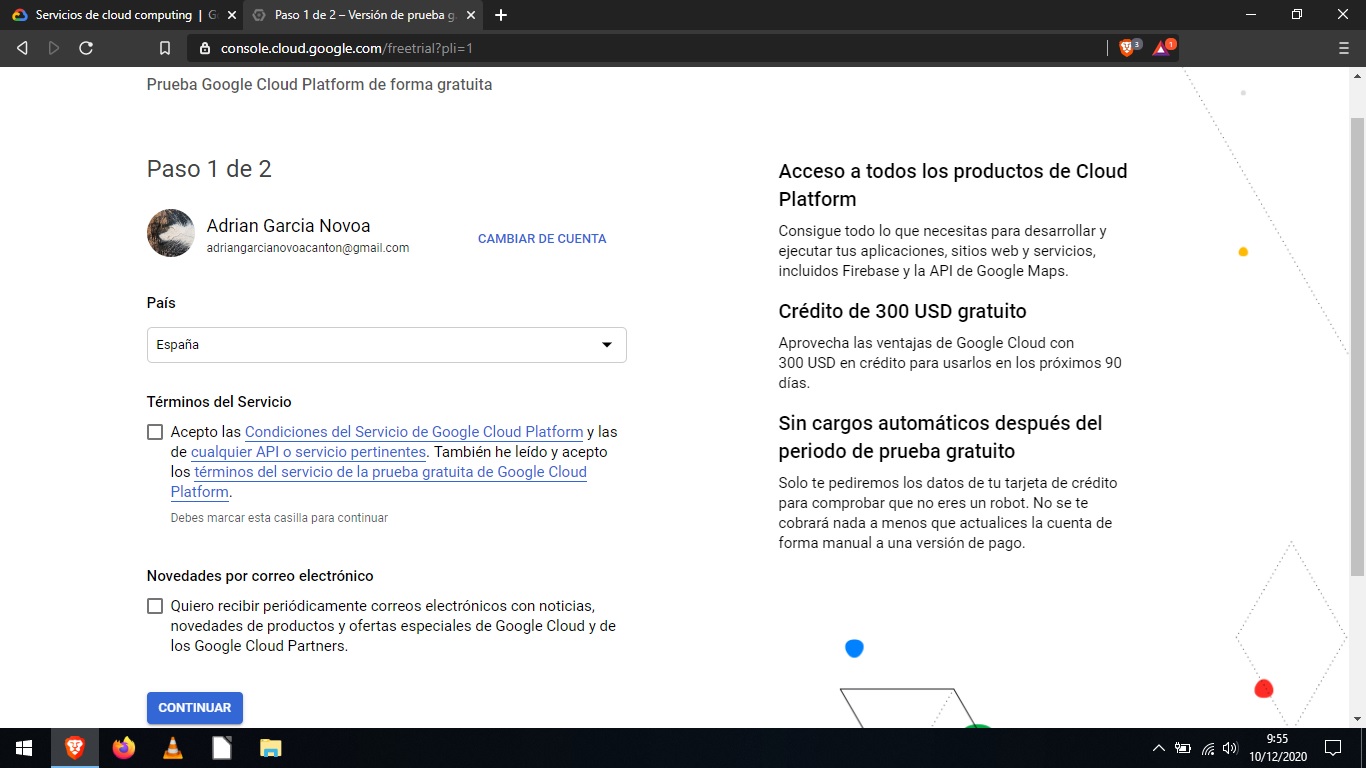 Servicios de cloud computing | G
Paso 1 de 2 – Versión de prueba g
console.cloud.google.com/freetrial?pli=1
3
1
Prueba Google Cloud Platform de forma gratuita
Paso 1 de 2
Adrian Garcia Novoa
adriangarcianovoacanton@gmail.com
CAMBIAR DE CUENTA
País
España
Términos del Servicio
Acepto las Condiciones del Servicio de Google Cloud Platform y las
de cualquier API o servicio pertinentes. También he leído y acepto
los términos del servicio de la prueba gratuita de Google Cloud
Platform.
Debes marcar esta casilla para continuar
Novedades por correo electrónico
Quiero recibir periódicamente correos electrónicos con noticias,
novedades de productos y ofertas especiales de Google Cloud y de
los Google Cloud Partners.
CONTINUAR
Acceso a todos los productos de Cloud
Platform
Consigue todo lo que necesitas para desarrollar y
ejecutar tus aplicaciones, sitios web y servicios,
incluidos Firebase y la API de Google Maps.
Crédito de 300 USD gratuito
Aprovecha las ventajas de Google Cloud con
300 USD en crédito para usarlos en los próximos 90
días.
Sin cargos automáticos después del
periodo de prueba gratuito
Solo te pediremos los datos de tu tarjeta de crédito
para comprobar que no eres un robot. No se te
cobrará nada a menos que actualices la cuenta de
forma manual a una versión de pago.
9:55
10/12/2020